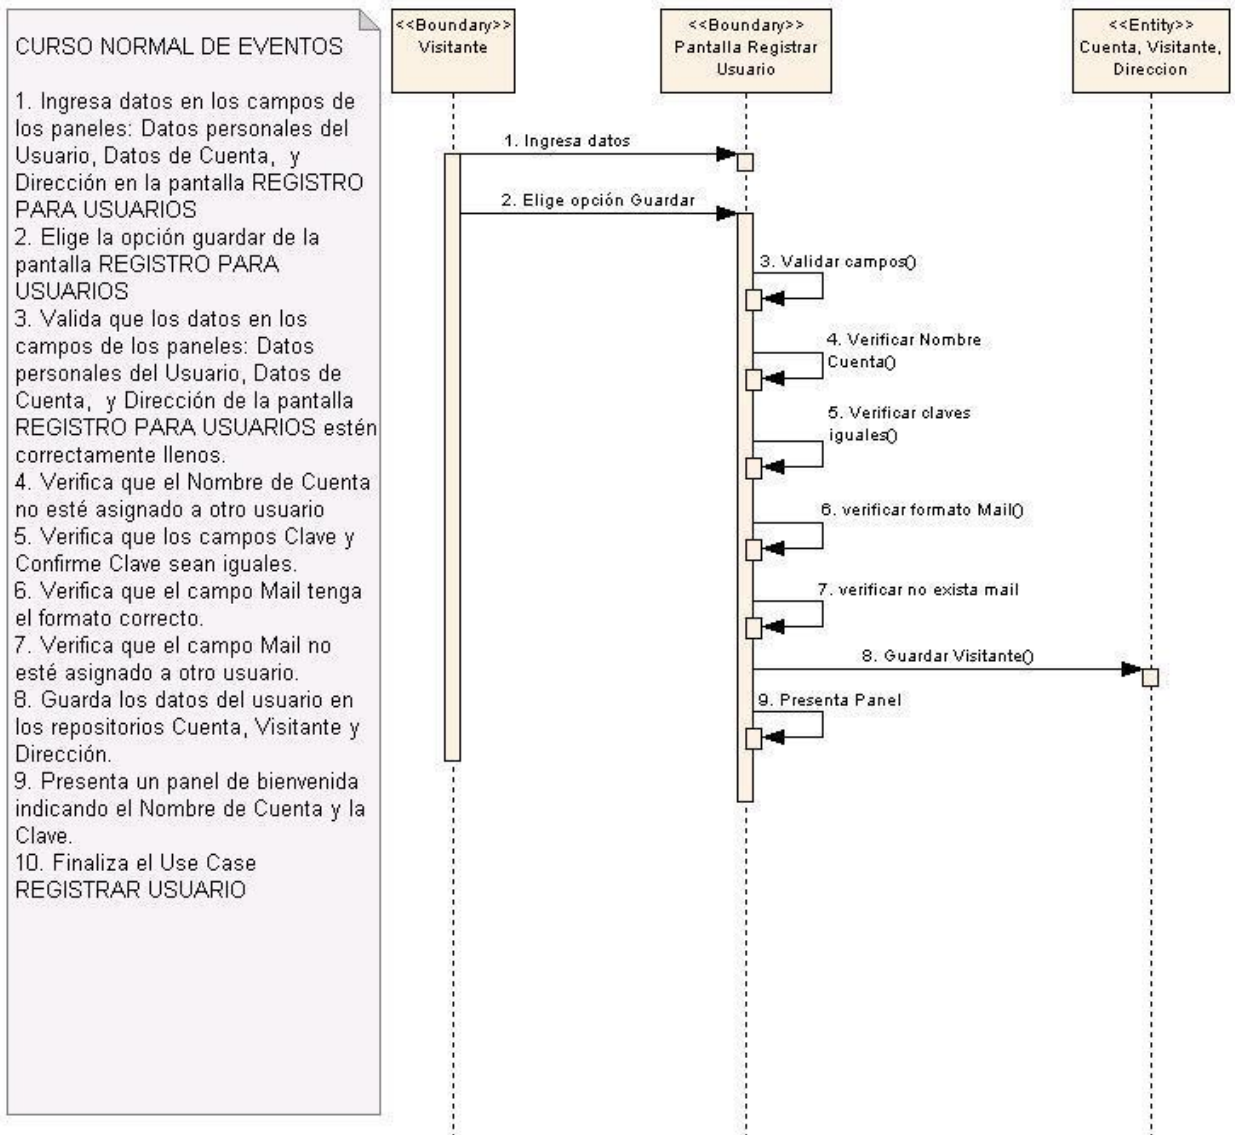 CURSO NORMAL DE EVENTOS
1. Ingresa datos en los campos de
los paneles: Datos personales del
Usuario, Datos de Cuenta,  y
Dirección en la pantalla REGISTRO
PARA USUARIOS
2. Elige la opción guardar de la
pantalla REGISTRO PARA
USUARIOS
3. Valida que los datos en los
campos de los paneles: Datos
personales del Usuario, Datos de
Cuenta,  y Dirección de la pantalla
REGISTRO PARA USUARIOS estén
correctamente llenos.
4. Verifica que el Nombre de Cuenta
no esté asignado a otro usuario
5. Verifica que los campos Clave y
Confirme Clave sean iguales.
6. Verifica que el campo Mail tenga
el formato correcto.
7. Verifica que el campo Mail no
esté asignado a otro usuario.
8. Guarda los datos del usuario en
los repositorios Cuenta, Visitante y
Dirección.
9. Presenta un panel de bienvenida
indicando el Nombre de Cuenta y la
Clave.
10. Finaliza el Use Case
REGISTRAR USUARIO
<<Boundary>>
Visitante
<<Boundary>>
Pantalla Registrar
Usuario
<<Entity>>
Cuenta, Visitante,
Direccion
1. Ingresa datos
2. Elige opción Guardar
3. Validar campos()
4. Verificar Nombre
Cuenta()
5. Verificar claves
iguales()
6. verificar formato Mail()
7. verificar no exista mail
8. Guardar Visitante()
9. Presenta Panel